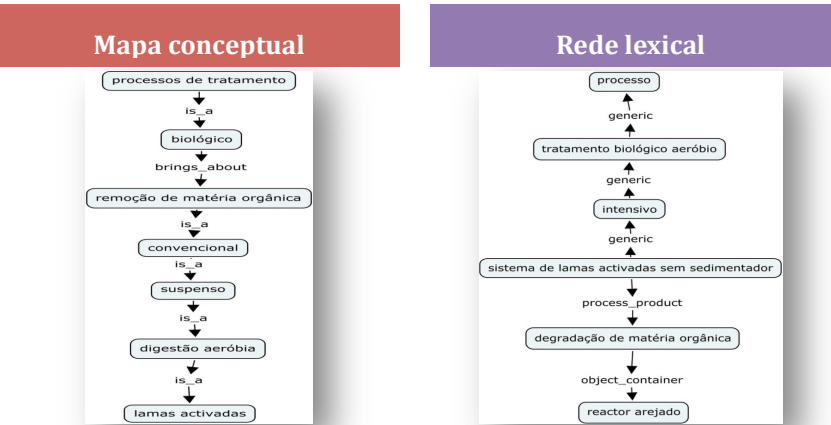 Mapa conceptual
processos de tratamento
is_a
biológico
brings_about
remoção de matéria orgânica
is_a
convencional
is_a
suspenso
is_a
digestão aeróbia
is_a
lamas activadas
Rede lexical
processo
generic
tratamento biológico aeróbio
generic
intensivo
generic
sistema de lamas activadas sem sedimentador
process_product
degradação de matéria orgânica
object_container
reactor arejado